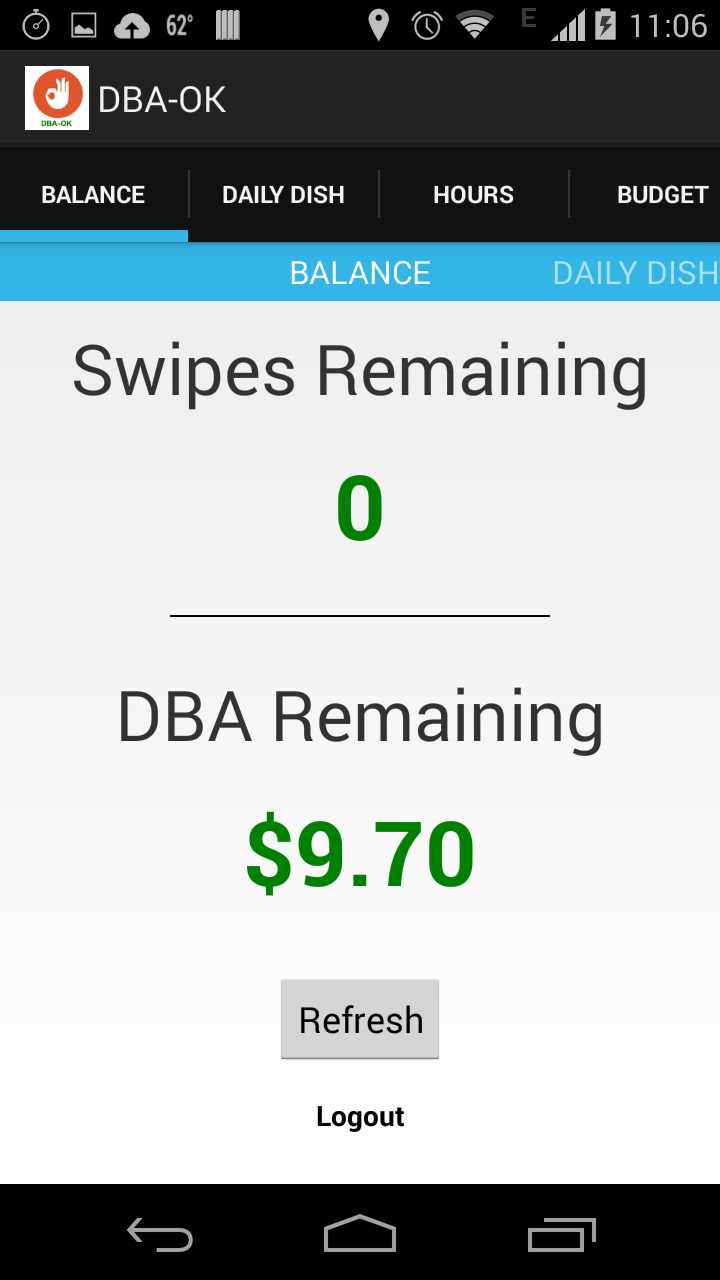 62° E 11:06
DBA-OK DBA-OK
BALANCE DAILY DISH HOURS BUDGET
BALANCE DAILY DISH
Swipes Remaining
0
DBA Remaining
$9.70
Refresh
Logout